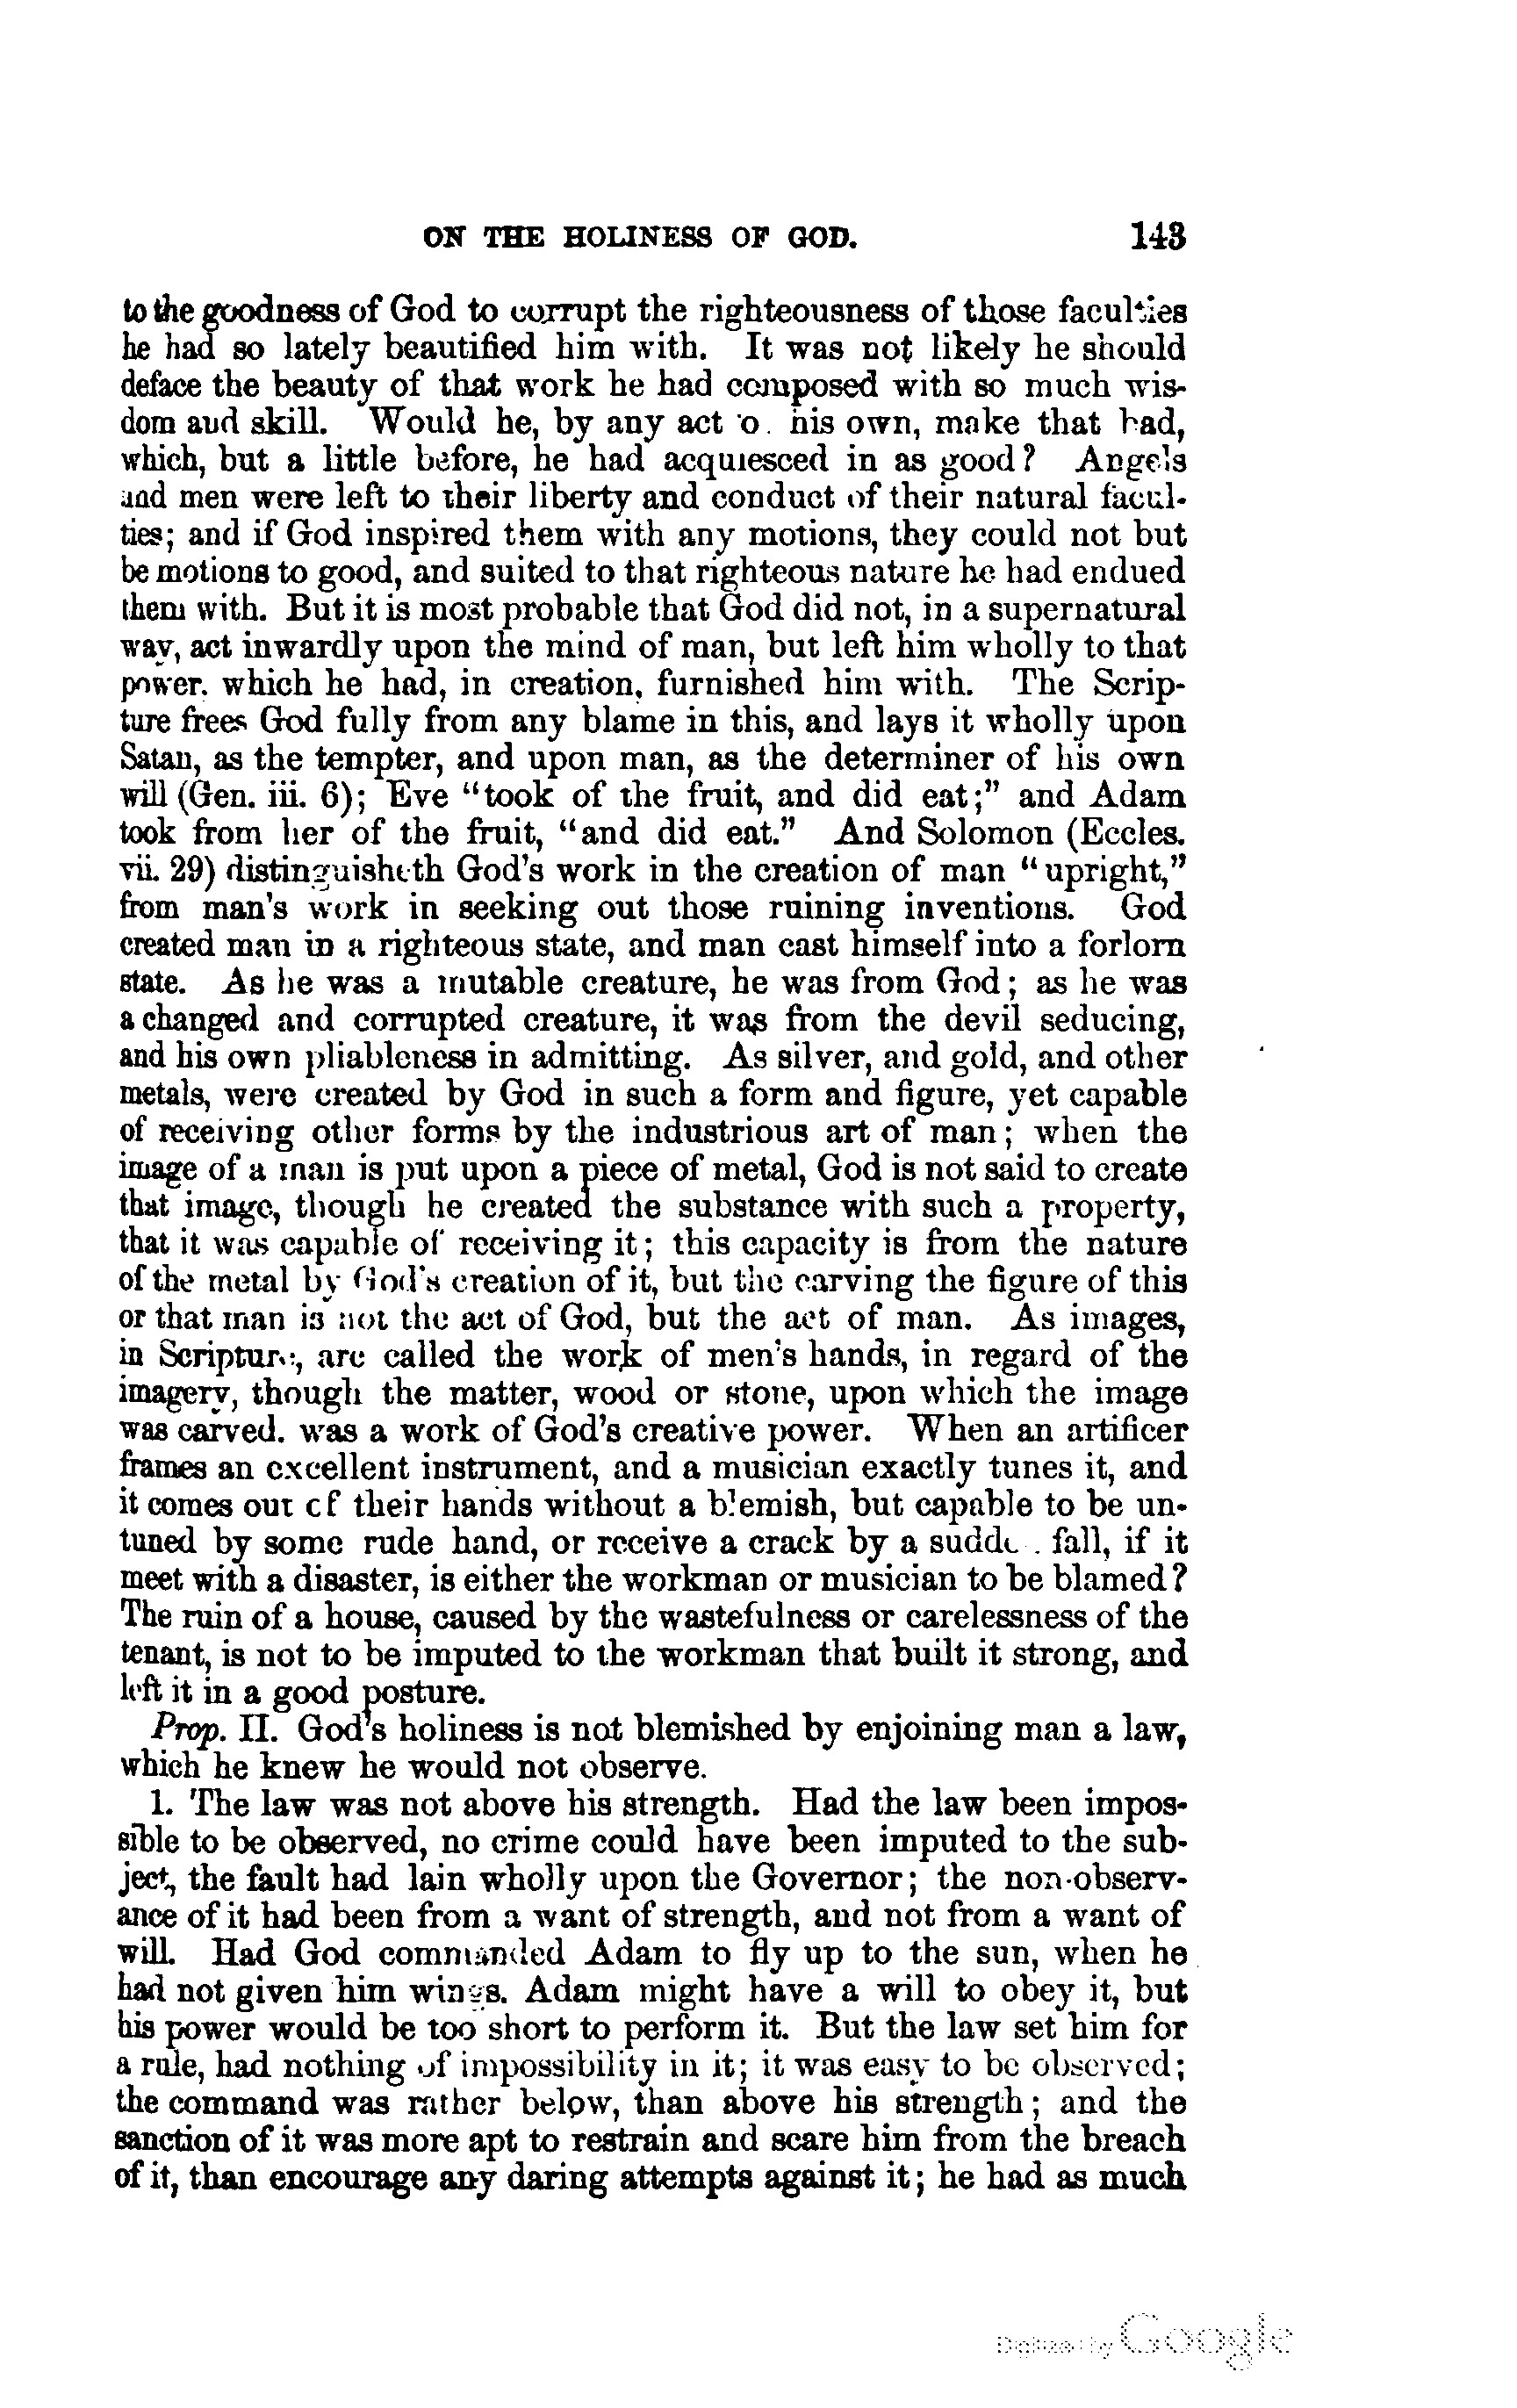 ON THE HOLINESS OF GOD. 143
to the goodness of God to corrupt the righteousness of those faculties
he had so lately beautified him with. It was not likely he should
deface the beauty of that work he had composed with so much wis-
dom and skill. Would he, by any act o. his own, make that bad,
which, but a little before, he had acquiesced in as good? Angels
and men were left to their liberty and conduct of their natural facul-
ties; and if God inspired them with any motions, they could not but
be motions to good, and suited to that righteous nature he had endued
them with. But it is most probable that God did not, in a supernatural
way, act inwardly upon the mind of man, but left him wholly to that
power. which he had, in creation, furnished him with. The Scrip-
ture frees God fully from any blame in this, and lays it wholly upon
Satan, as the tempter, and upon man, as the determiner of his own
will (Gen. iii. 6); Eve "took of the fruit, and did eat;" and Adam
took from her of the fruit, "and did eat." And Solomon (Eccles.
vii. 29) distinguisheth God's work in the creation of man "upright,"
from man's work in seeking out those ruining inventions. God
created man in a righteous state, and man cast himself into a forlorn
state. As he was a mutable creature, he was from God; as he was
a changed and corrupted creature, it was from the devil seducing,
and his own pliableness in admitting. As silver, and gold, and other
metals, were created by God in such a form and figure, yet capable
of receiving other forms by the industrious art of man; when the
image of a man is put upon a piece of metal, God is not said to create
that image, though he created the substance with such a property,
that it was capable of receiving it; this capacity is from the nature
of the metal by God's creation of it, but the carving the figure of this
or that man is not the act of God, but the act of man. As images,
in Scripture, are called the work of men's hands, in regard of the
imagery, though the matter, wood or stone, upon which the image
was carved. was a work of God's creative power. When an artificer
frames an excellent instrument, and a musician exactly tunes it, and
it comes out of their hands without a blemish, but capable to be un-
tuned by some rude hand, or receive a crack by a sudde . fall, if it
meet with a disaster, is either the workman or musician to be blamed?
The ruin of a house, caused by the wastefulness or carelessness of the
tenant, is not to be imputed to the workman that built it strong, and
left it in a good posture.
Prop. II. God's holiness is not blemished by enjoining man a law,
which he knew he would not observe.
1. The law was not above his strength. Had the law been impos-
sible to be observed, no crime could have been imputed to the sub-
ject, the fault had lain wholly upon the Governor; the non-observ-
ance of it had been from a want of strength, and not from a want of
will. Had God commanded Adam to fly up to the sun, when he
had not given him wings. Adam might have a will to obey it, but
his power would be too short to perform it. But the law set him for
a rule, had nothing of impossibility in it; it was easy to be observed;
the command was rather below, than above his strength; and the
sanction of it was more apt to restrain and scare him from the breach
of it, than encourage any daring attempts against it; he had as much
Digitized by Google